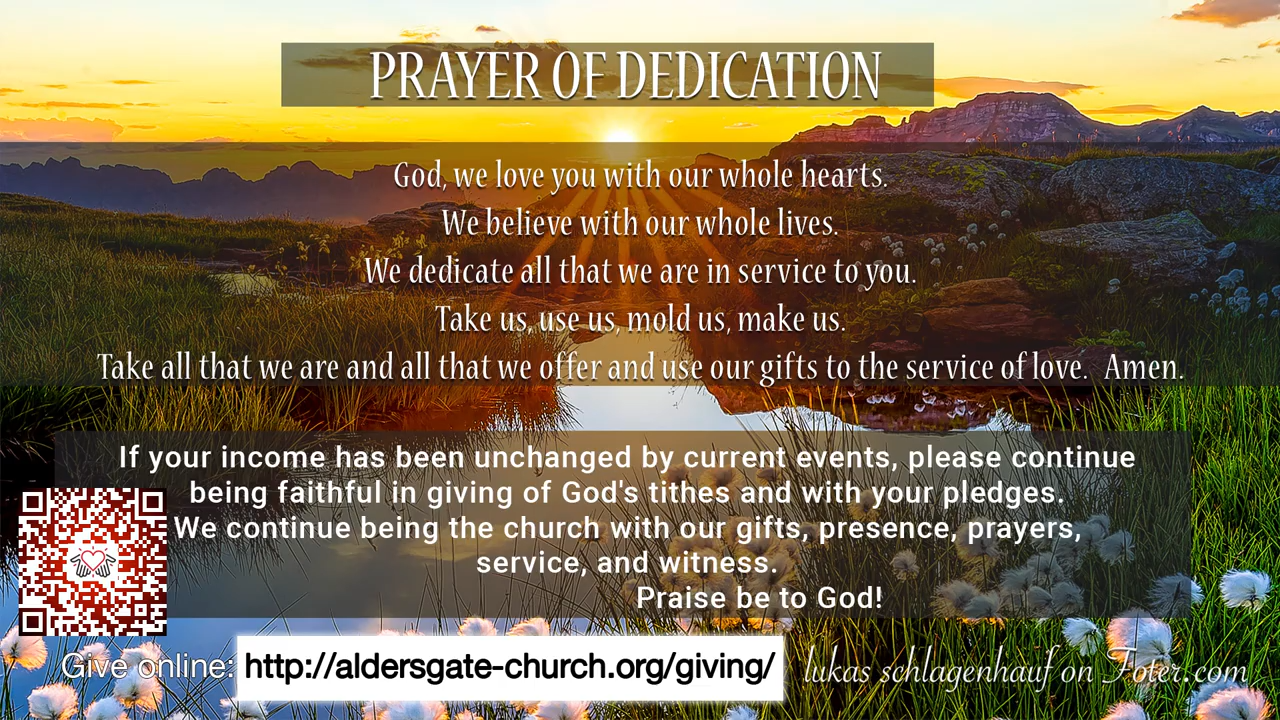 PRAYER OF DEDICATION
God, we love you with our whole hearts.
We believe with our whole lives.
We dedicate all that we are in service to you.
Take us, use us, mold us, make us.
Take all that we are and all that we offer and use our gifts to the service of love.  Amen.
If your income has been unchanged by current events, please continue
being faithful in giving of God's tithes and with your pledges.
We continue being the church with our gifts, presence, prayers,
service, and witness.
Praise be to God!
Give online: http://aldersgate-church.org/giving/
lukas schlagenhauf on Foter.com